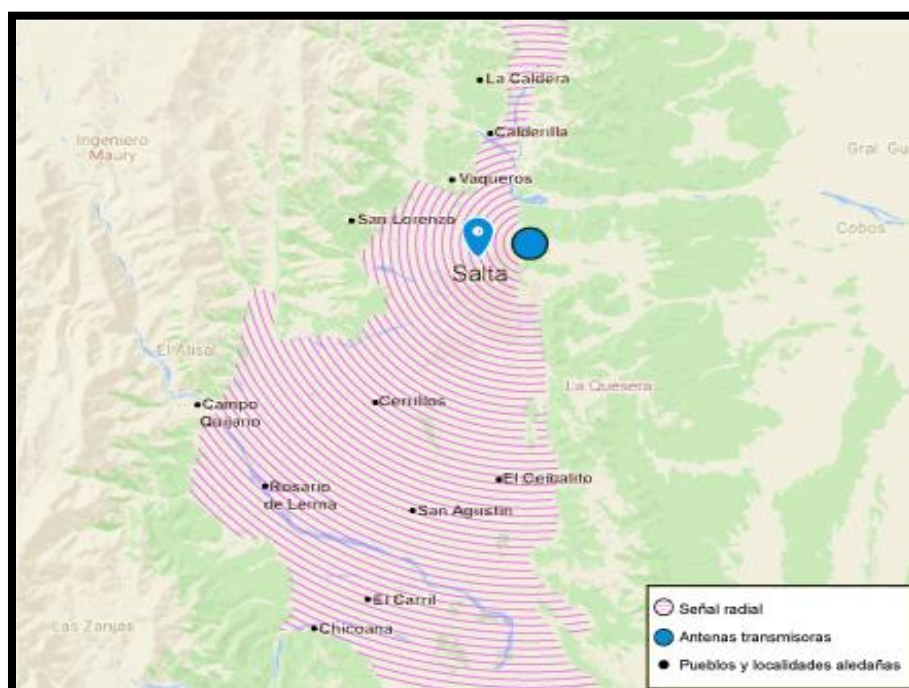 La Caldera
Ingeniero
Maury
Calderilla
Gral. Gu
Vaqueros
San Lorenzo
Cobos
Salta
El Alisal
La Quesera
Campo
Quijano
Cerrillos
Rosario
de Lerma
El Ceibalito
San Agustín
El Carril
Las Zanjas
Chicoana
Señal radial
Antenas transmisoras
Pueblos y localidades aledañas